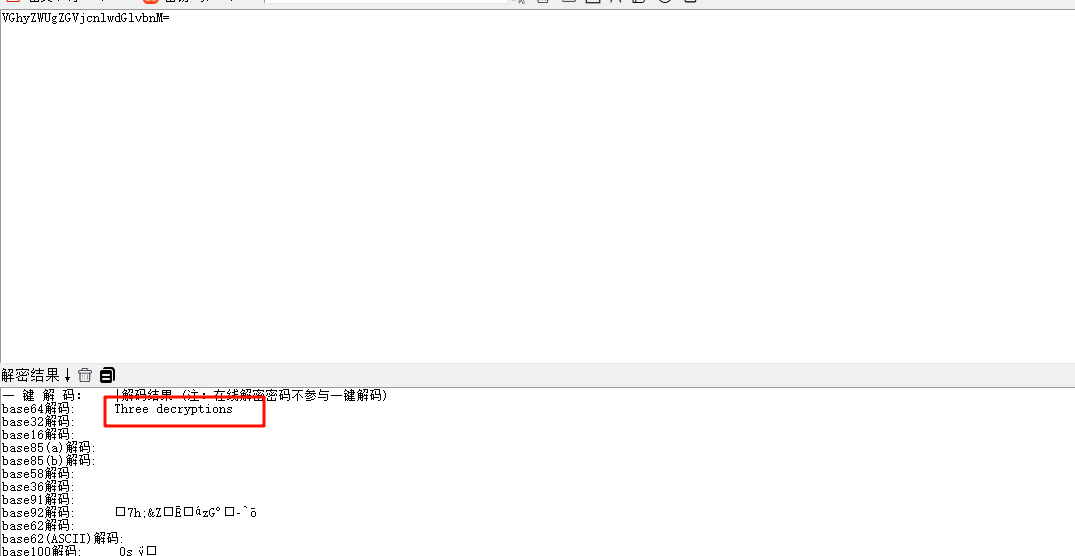 VGhyZWUgZGVjcnlwdGlvbnM=
解密结果↓
一 键 解 码: |解码结果 (注: 在线解密密码不参与一键解码)
base64解码: Three decryptions
base32解码:
base16解码:
base85(a)解码:
base85(b)解码:
base58解码:
base36解码:
base91解码:
base92解码: □7h;&Z□Ē□ázG°□-`ō
base62解码:
base62(ASCII)解码:
base100解码: